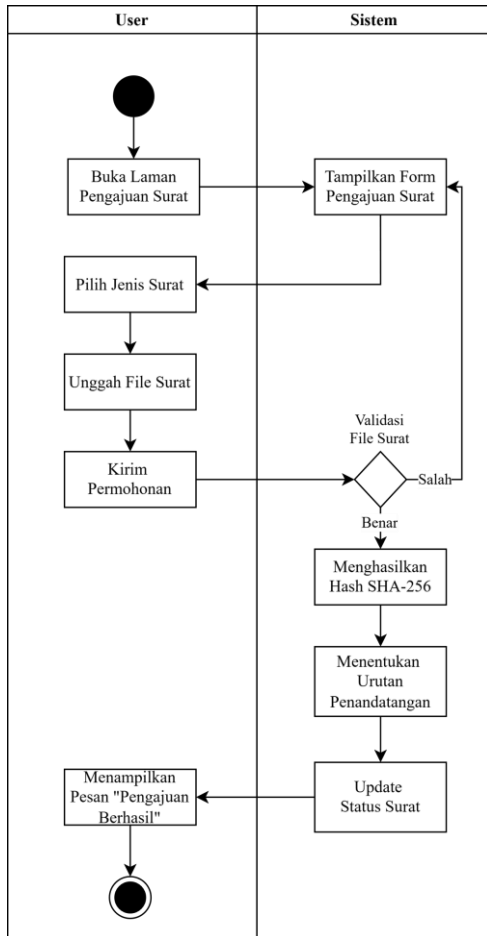 User
Sistem
Buka Laman
Pengajuan Surat
Tampilkan Form
Pengajuan Surat
Pilih Jenis Surat
Unggah File Surat
Validasi
File Surat
Kirim
Permohonan
Salah
Benar
Menghasilkan
Hash SHA-256
Menentukan
Urutan
Penandatangan
Menampilkan
Pesan "Pengajuan
Berhasil"
Update
Status Surat